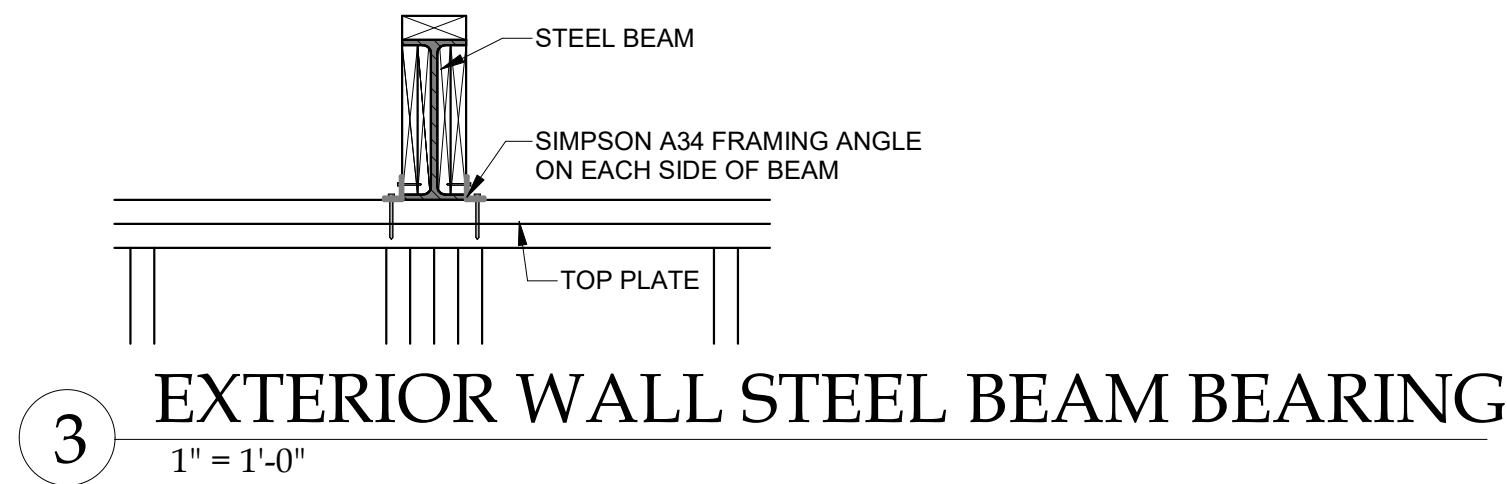 STEEL BEAM
SIMPSON A34 FRAMING ANGLE
ON EACH SIDE OF BEAM
TOP PLATE
3
EXTERIOR WALL STEEL BEAM BEARING
1" = 1'-0"